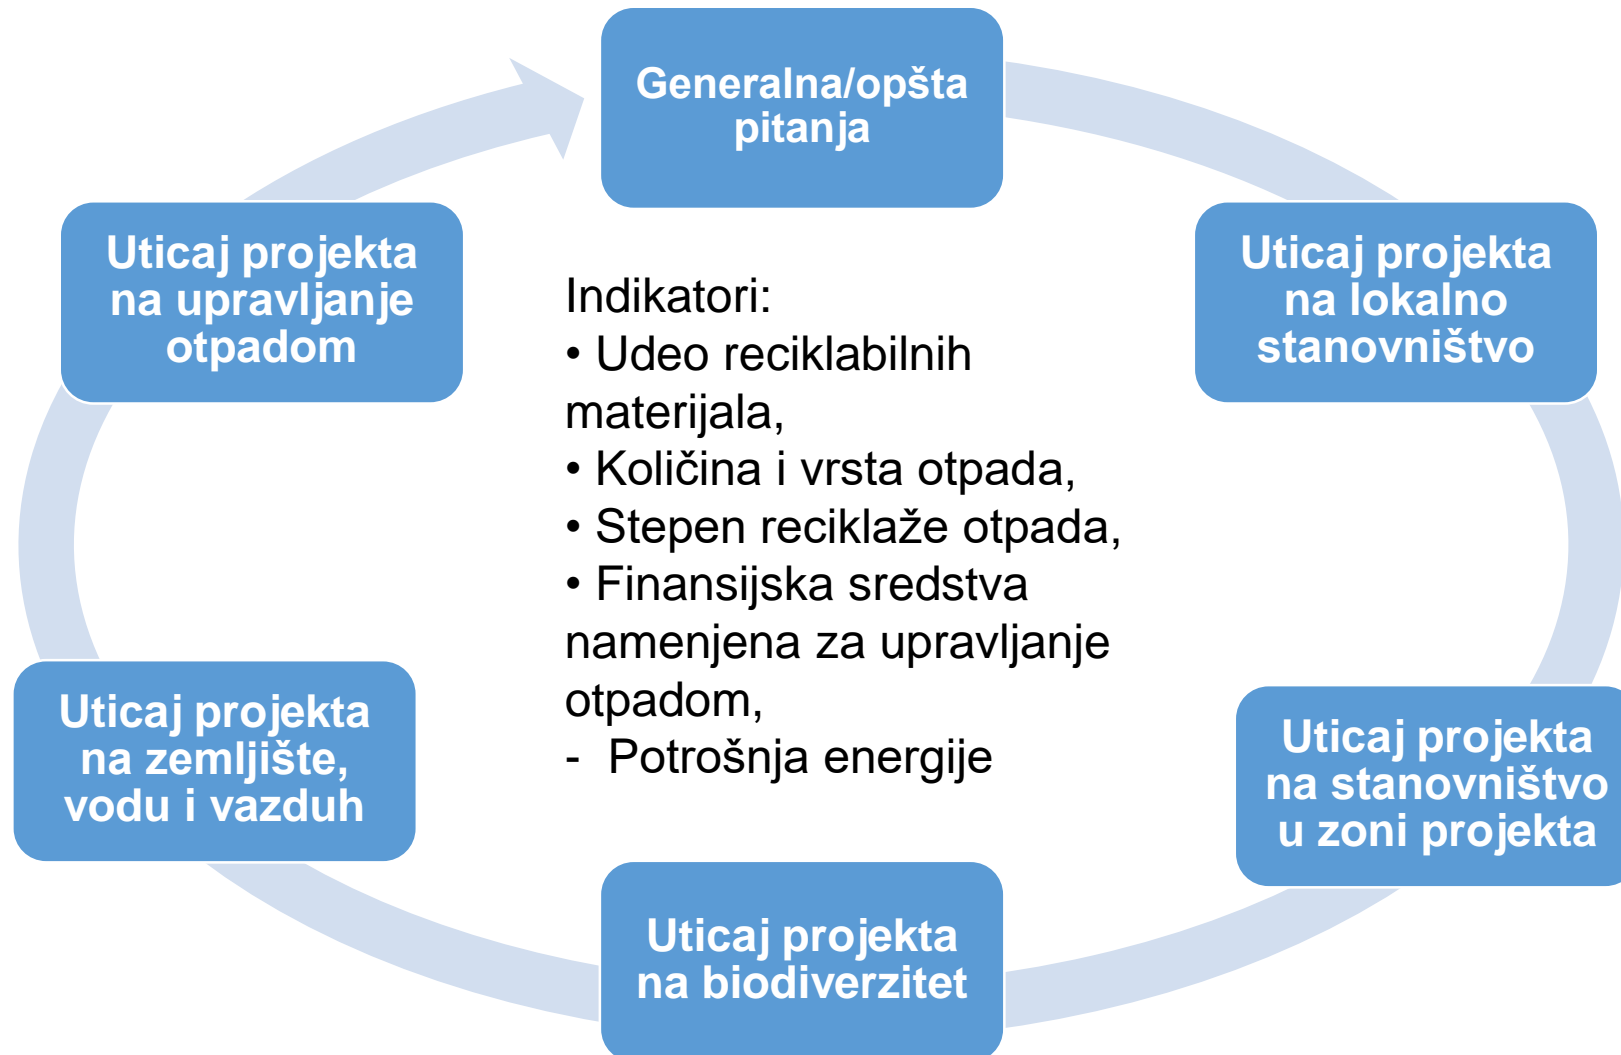 Generalna/opšta
pitanja
Uticaj projekta
na lokalno
stanovništvo
Uticaj projekta
na stanovništvo
u zoni projekta
Uticaj projekta
na biodiverzitet
Uticaj projekta
na zemljište,
vodu i vazduh
Uticaj projekta
na upravljanje
otpadom
Indikatori:
• Udeo reciklabilnih
materijala,
• Količina i vrsta otpada,
• Stepen reciklaže otpada,
• Finansijska sredstva
namenjena za upravljanje
otpadom,
- Potrošnja energije